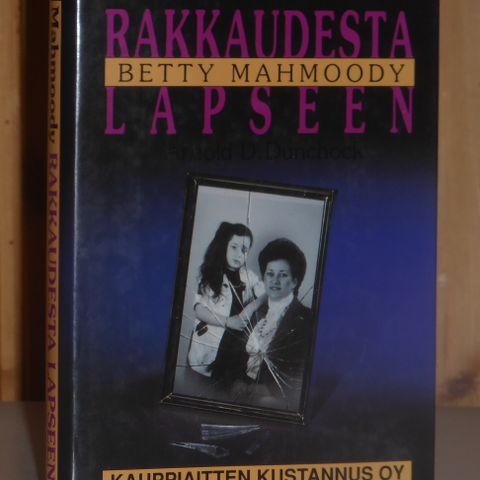 RAKKAUDESTA
BETTY MAHMOODY
LAPSEEN
Arnold D. Dunchock
KAUPPIAITTEN KUSTANNUS OY
Mahmoody RAKKAUDESTA LAPSEEN